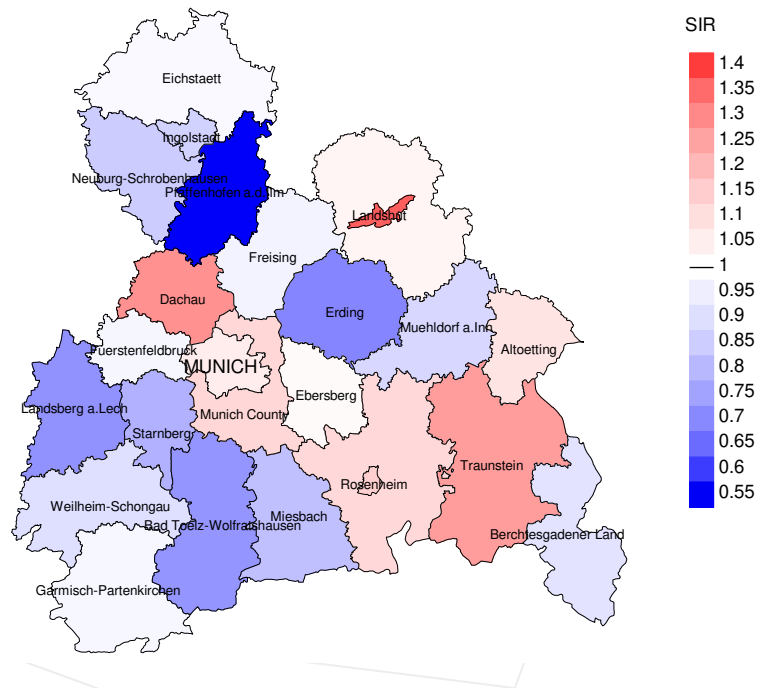 SIR
1.4
1.35
1.3
1.25
1.2
1.15
1.1
1.05
1
0.95
0.9
0.85
0.8
0.75
0.7
0.65
0.6
0.55
Eichstaett
Ingolstadt
Neuburg-Schrobenhausen
Pfaffenhofen a.d.Ilm
Landshut
Freising
Dachau
Erding
Muehldorf a.Inn
Altoetting
Fuerstenfeldbruck
MUNICH
Ebersberg
Landsberg a.Lech
Munich County
Starnberg
Traunstein
Rosenheim
Weilheim-Schongau
Miesbach
Bad Toelz-Wolfratshausen
Berchtesgadener Land
Garmisch-Partenkirchen